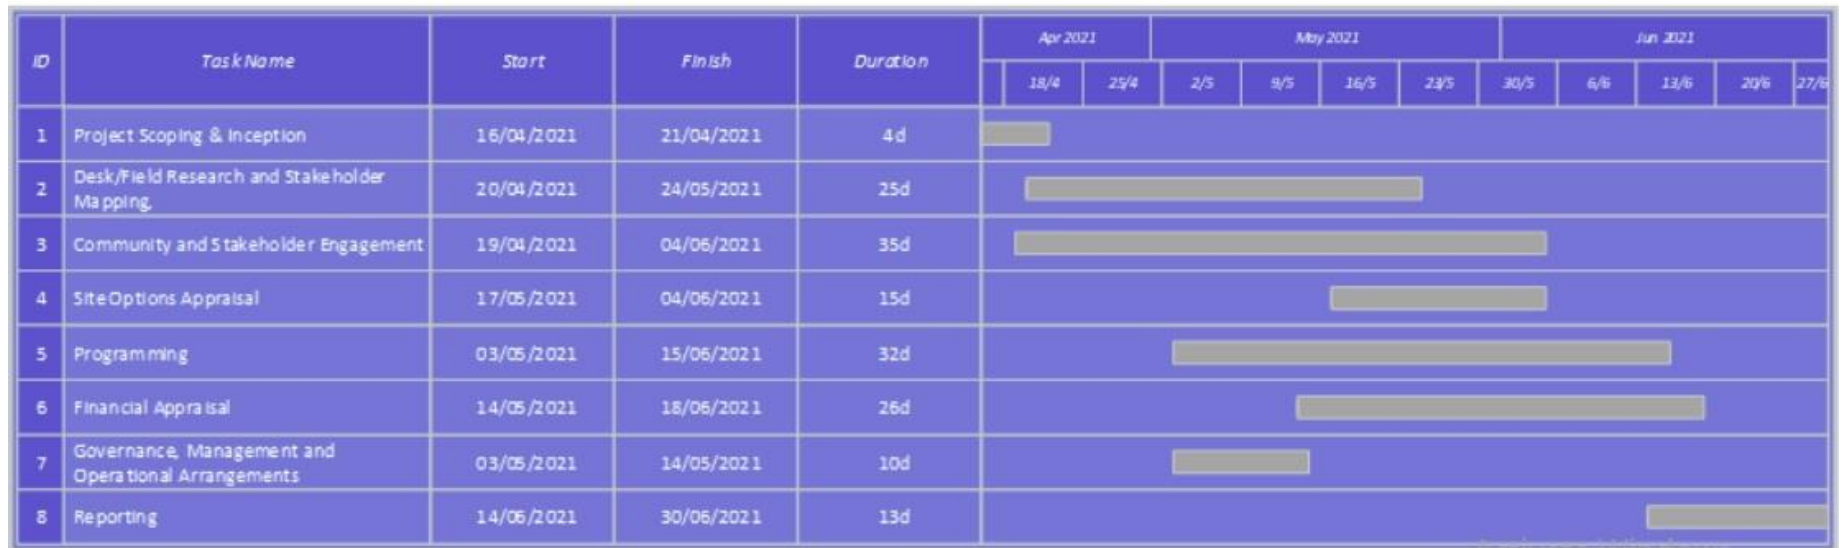 ID Task Name Start Finish Duration Apr 2021 May 2021 Jun 2021
18/4 25/4 2/5 9/5 16/5 23/5 30/5 6/6 13/6 20/6 27/6
1 Project Scoping & Inception 16/04/2021 21/04/2021 4d
2 Desk/Field Research and Stakeholder
Mapping, 20/04/2021 24/05/2021 25d
3 Community and Stakeholder Engagement 19/04/2021 04/06/2021 35d
4 Site Options Appraisal 17/05/2021 04/06/2021 15d
5 Programming 03/05/2021 15/06/2021 32d
6 Financial Appraisal 14/05/2021 18/06/2021 26d
7 Governance, Management and
Operational Arrangements 03/05/2021 14/05/2021 10d
8 Reporting 14/06/2021 30/06/2021 13d